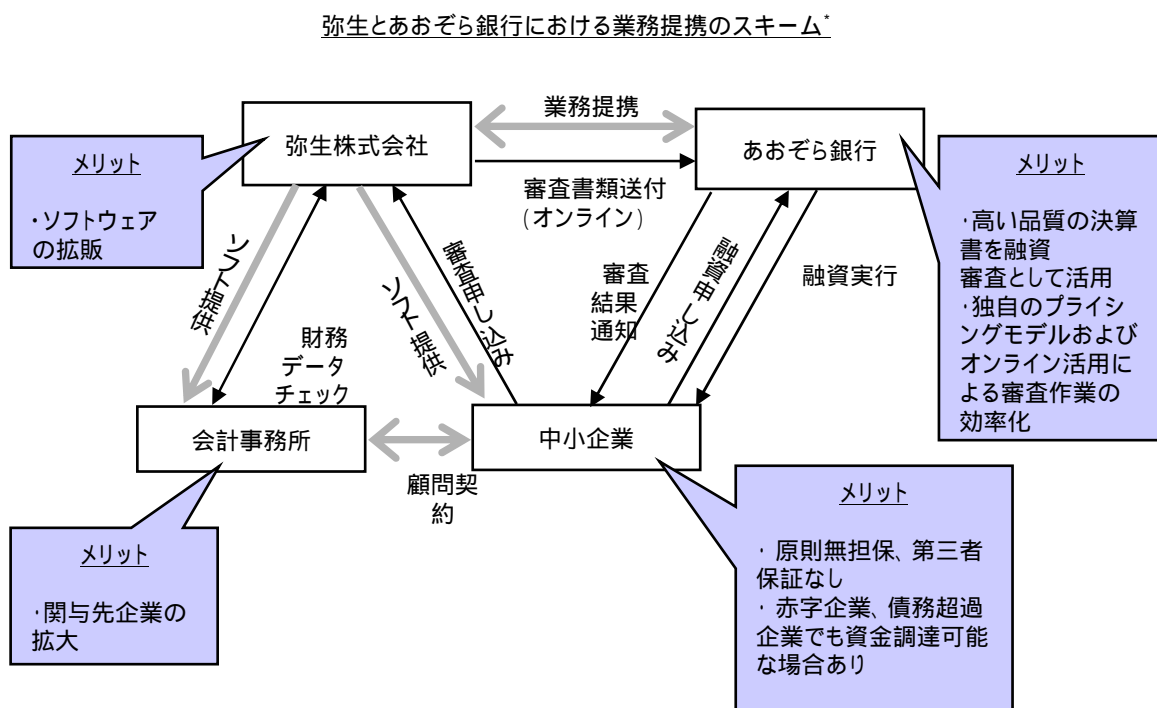 弥生とあおぞら銀行における業務提携のスキーム*
業務提携
弥生株式会社
あおぞら銀行
メリット
・ソフトウェア
の拡販
審査書類送付
(オンライン)
メリット
・高い品質の決算
書を融資
審査として活用
・独自のプライシ
ングモデルおよび
オンライン活用に
よる審査作業の
効率化
ソフト提供
ソフト提供
審査申し込み
審査
結果
通知
融資申し込み
融資実行
財務
データ
チェック
会計事務所
中小企業
顧問契
約
メリット
・関与先企業の
拡大
メリット
・原則無担保、第三者
保証なし
・赤字企業、債務超過
企業でも資金調達可能
な場合あり